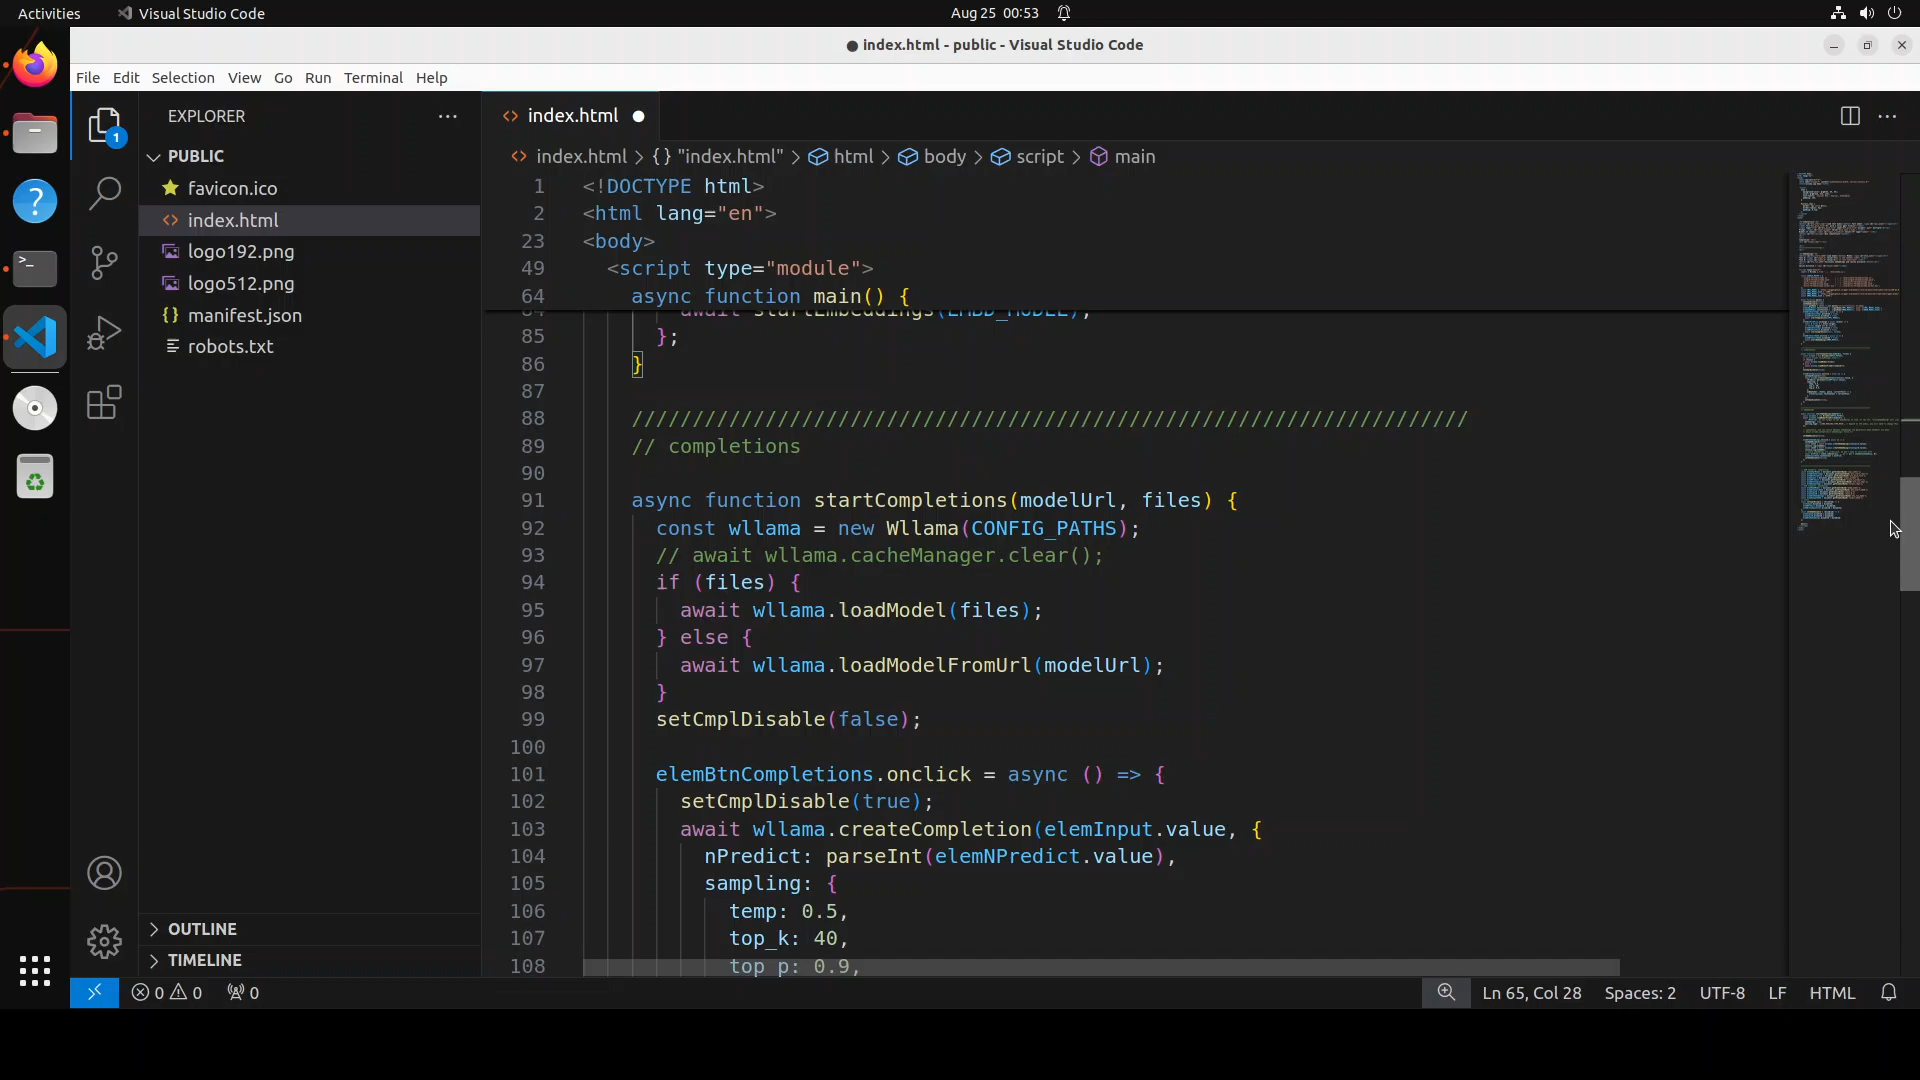 Activities
Visual Studio Code
Aug 25 00:53
● index.html - public - Visual Studio Code
File Edit Selection View Go Run Terminal Help
1
EXPLORER
PUBLIC
favicon.ico
index.html
logo192.png
logo512.png
manifest.json
robots.txt
OUTLINE
TIMELINE
index.html
index.html > {} "index.html" > html > body > script > main
1 <!DOCTYPE html>
2 <html lang="en">
23 <body>
49 <script type="module">
64 async function main() {
84 await startEmbeddings(EMBD_MODEL);
85 };
86 }
87
88 /////////////////////////////////////////////////////////////////////
89 // completions
90
91 async function startCompletions(modelUrl, files) {
92 const wllama = new Wllama(CONFIG_PATHS);
93 // await wllama.cacheManager.clear();
94 if (files) {
95 await wllama.loadModel(files);
96 } else {
97 await wllama.loadModelFromUrl(modelUrl);
98 }
99 setCmplDisable(false);
100
101 elemBtnCompletions.onclick = async () => {
102 setCmplDisable(true);
103 await wllama.createCompletion(elemInput.value, {
104 nPredict: parseInt(elemNPredict.value),
105 sampling: {
106 temp: 0.5,
107 top_k: 40,
108 top_p: 0.9,
0 0 0
Ln 65, Col 28 Spaces: 2 UTF-8 LF HTML